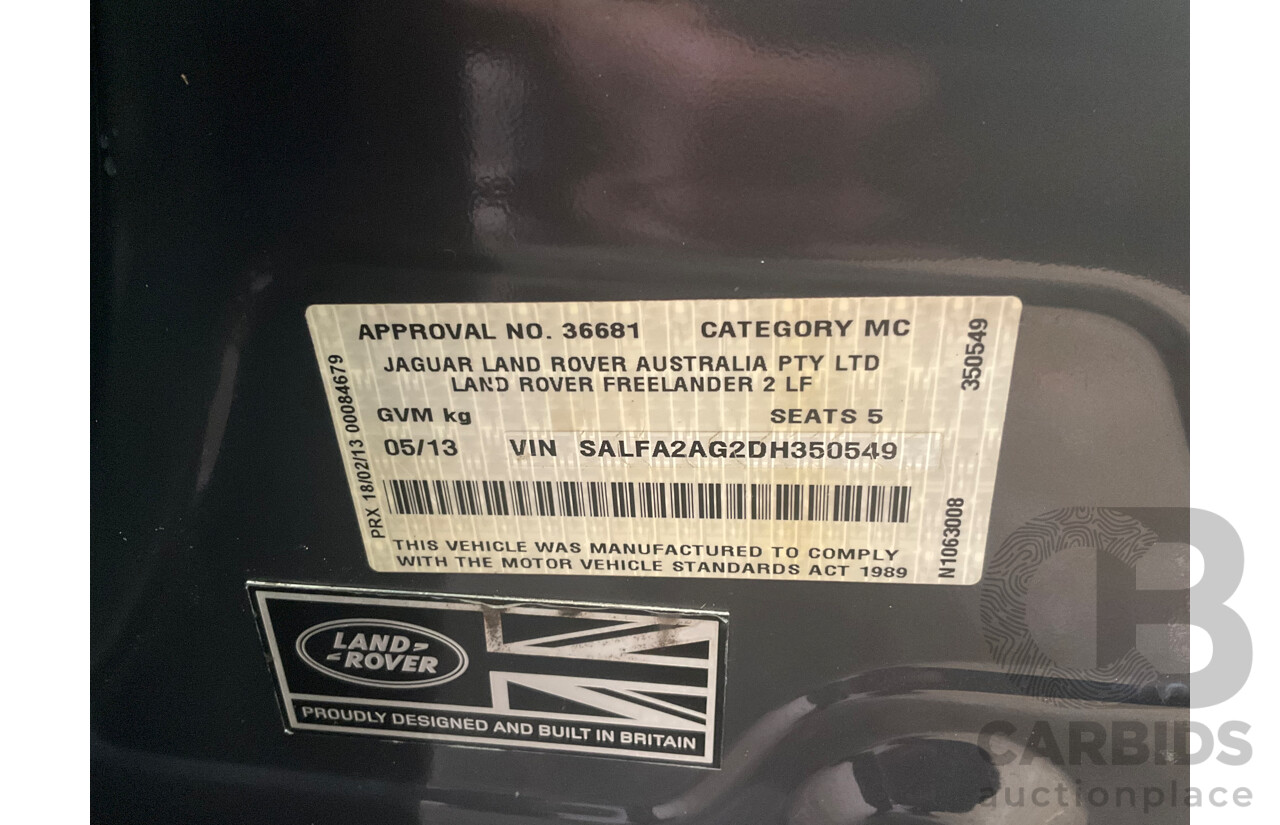 APPROVAL NO. 36681 CATEGORY MC
JAGUAR LAND ROVER AUSTRALIA PTY LTD
LAND ROVER FREELANDER 2 LF
GVM kg SEATS 5
05/13 VIN SALFA2AG2DH350549
THIS VEHICLE WAS MANUFACTURED TO COMPLY
WITH THE MOTOR VEHICLE STANDARDS ACT 1989
PRX 18/02/13 00084679
350549
N1063008
LAND
ROVER
PROUDLY DESIGNED AND BUILT IN BRITAIN
CB
CARBIDS
auctionplace